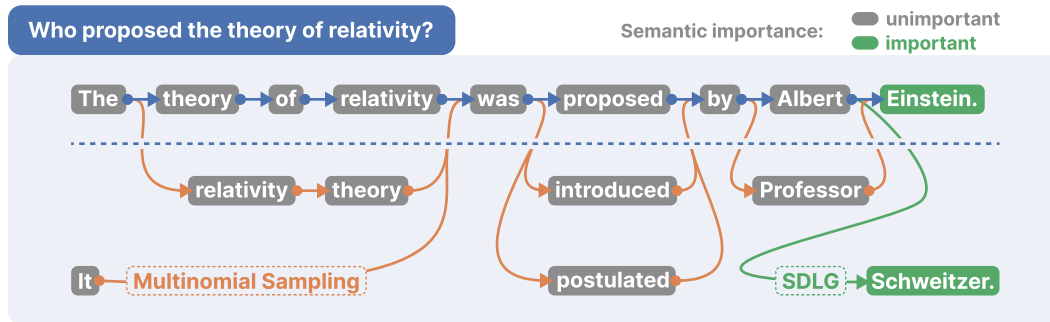 Who proposed the theory of relativity?
Semantic importance:
unimportant
important
The theory of relativity was proposed by Albert Einstein.
relativity theory introduced Professor
It Multinomial Sampling postulated SDLG Schweitzer.